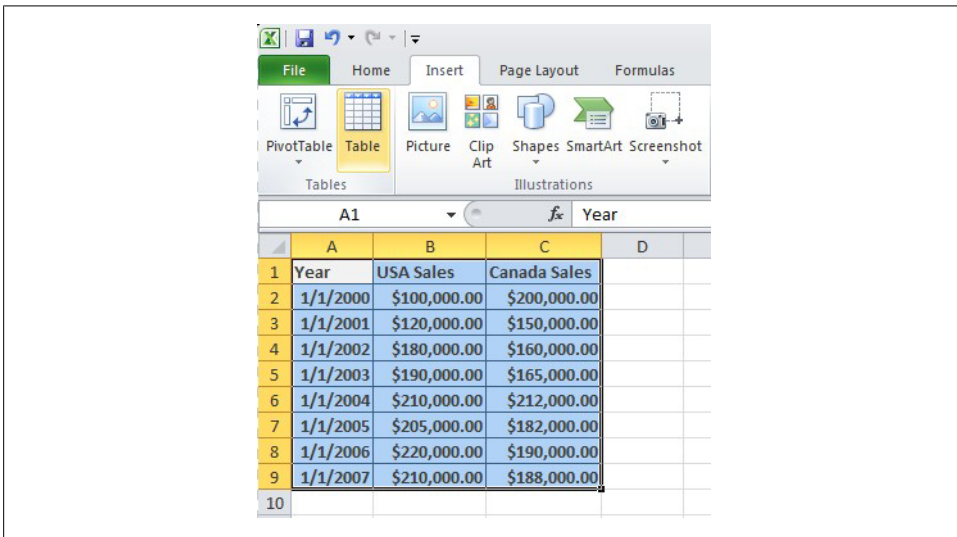 File Home Insert Page Layout Formulas
PivotTable Table Picture Clip Art Shapes SmartArt Screenshot
Tables Illustrations
A1 fx Year
A B C D
1 Year USA Sales Canada Sales
2 1/1/2000 $100,000.00 $200,000.00
3 1/1/2001 $120,000.00 $150,000.00
4 1/1/2002 $180,000.00 $160,000.00
5 1/1/2003 $190,000.00 $165,000.00
6 1/1/2004 $210,000.00 $212,000.00
7 1/1/2005 $205,000.00 $182,000.00
8 1/1/2006 $220,000.00 $190,000.00
9 1/1/2007 $210,000.00 $188,000.00
10